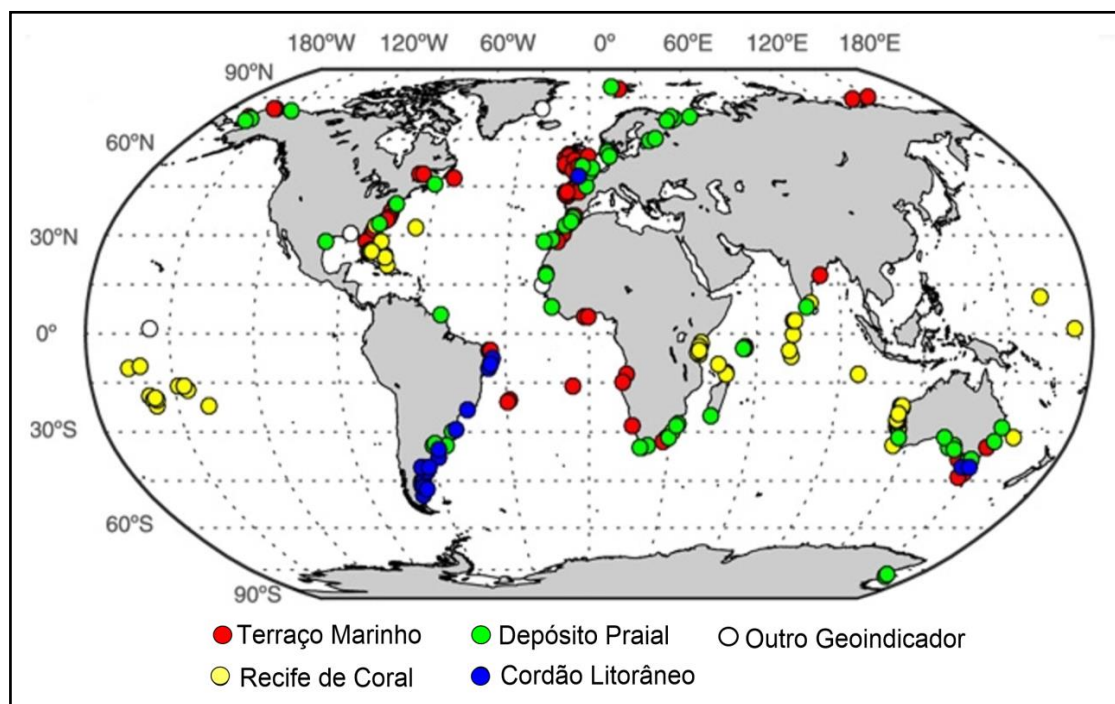 180ºW 120ºW 60ºW 0º 60ºE 120ºE 180ºE
90ºN
60ºN
30ºN
0º
30ºS
60ºS
90ºS
Terraço Marinho Depósito Praial Outro Geoindicador
Recife de Coral Cordão Litorâneo